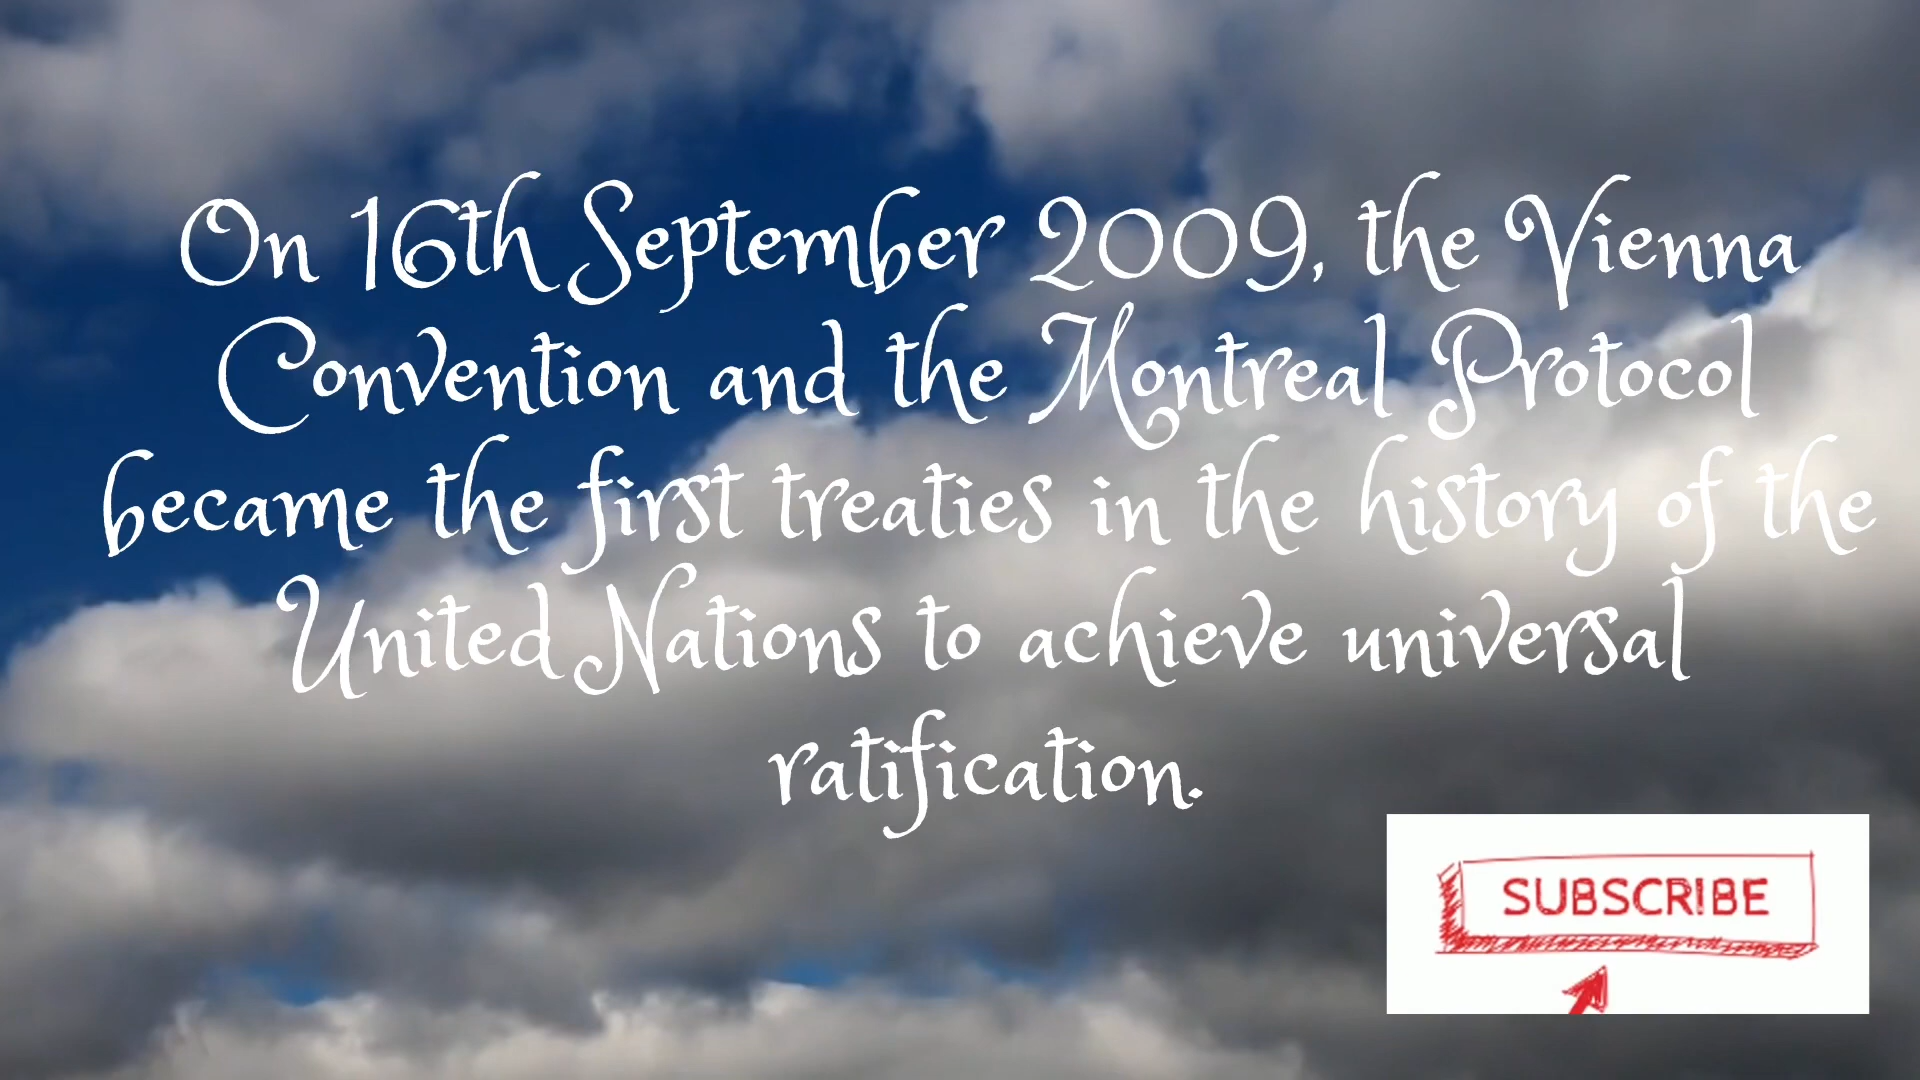 On 16th September 2009, the Vienna
Convention and the Montreal Protocol
became the first treaties in the history of the
United Nations to achieve universal
ratification.
SUBSCRIBE